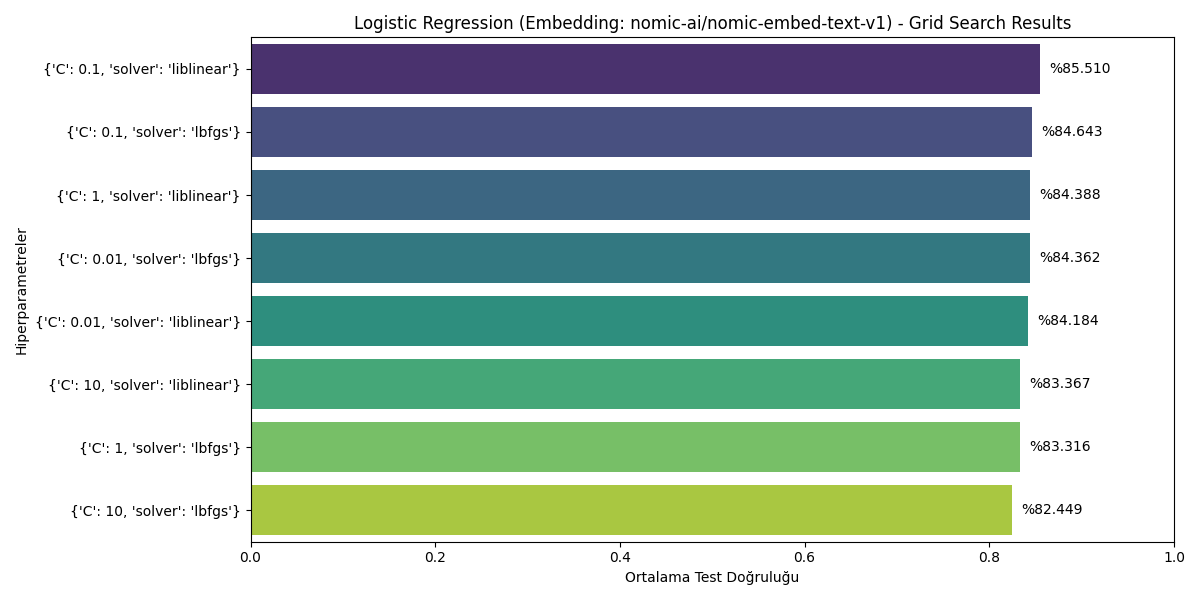 Logistic Regression (Embedding: nomic-ai/nomic-embed-text-v1) - Grid Search Results
Hiperparametreler
{'C': 0.1, 'solver': 'liblinear'} %85.510
{'C': 0.1, 'solver': 'lbfgs'} %84.643
{'C': 1, 'solver': 'liblinear'} %84.388
{'C': 0.01, 'solver': 'lbfgs'} %84.362
{'C': 0.01, 'solver': 'liblinear'} %84.184
{'C': 10, 'solver': 'liblinear'} %83.367
{'C': 1, 'solver': 'lbfgs'} %83.316
{'C': 10, 'solver': 'lbfgs'} %82.449
0.0 0.2 0.4 0.6 0.8 1.0
Ortalama Test Doğruluğu